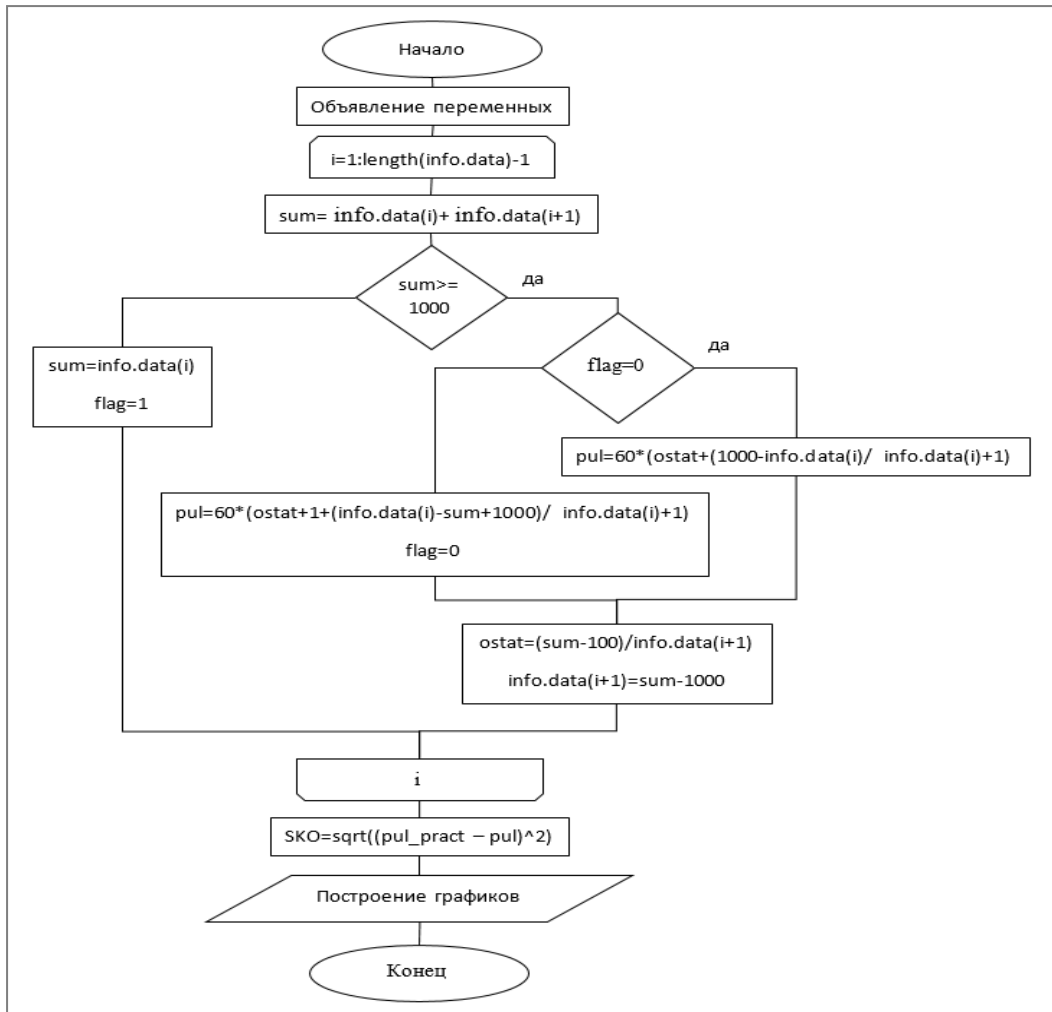 Начало
Объявление переменных
i=1:length(info.data)-1
sum= info.data(i)+ info.data(i+1)
sum>=
1000
да
sum=info.data(i)
flag=1
flag=0
да
pul=60*(ostat+(1000-info.data(i)/ info.data(i)+1)
pul=60*(ostat+1+(info.data(i)-sum+1000)/ info.data(i)+1)
flag=0
ostat=(sum-100)/info.data(i+1)
info.data(i+1)=sum-1000
i
SKO=sqrt((pul_pract – pul)^2)
Построение графиков
Конец